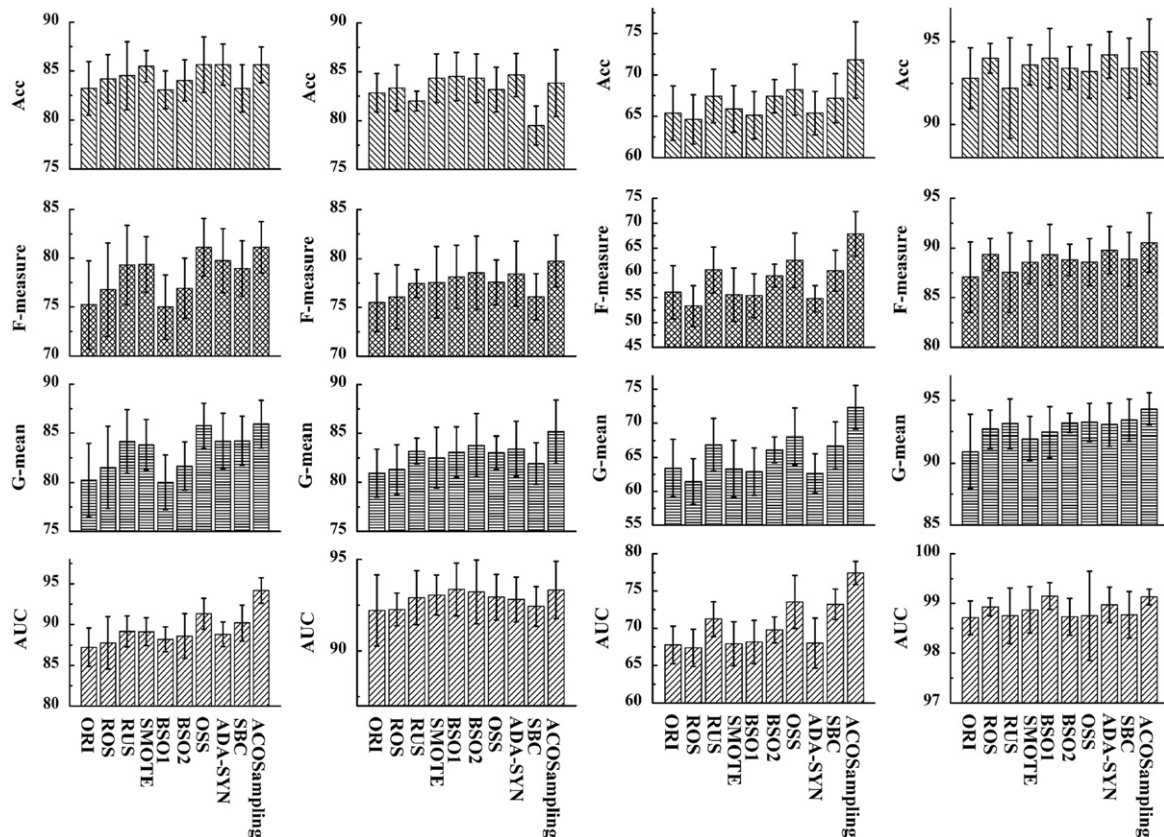 Acc
90
85
80
75
Acc
90
85
80
75
Acc
75
70
65
60
Acc
95
90
F-measure
85
80
75
70
F-measure
85
80
75
70
F-measure
75
70
65
60
55
50
45
F-measure
95
90
85
80
G-mean
90
85
80
75
G-mean
90
85
80
75
G-mean
75
70
65
60
55
G-mean
95
90
85
AUC
95
90
85
80
AUC
95
90
AUC
80
75
70
65
60
AUC
100
99
98
97
ORI
ROS
RUS
SMOTE
BSO1
BSO2
OSS
ADA-SYN
SBC
ACOSampling
ORI
ROS
RUS
SMOTE
BSO1
BSO2
OSS
ADA-SYN
SBC
ACOSampling
ORI
ROS
RUS
SMOTE
BSO1
BSO2
OSS
ADA-SYN
SBC
ACOSampling
ORI
ROS
RUS
SMOTE
BSO1
BSO2
OSS
ADA-SYN
SBC
ACOSampling